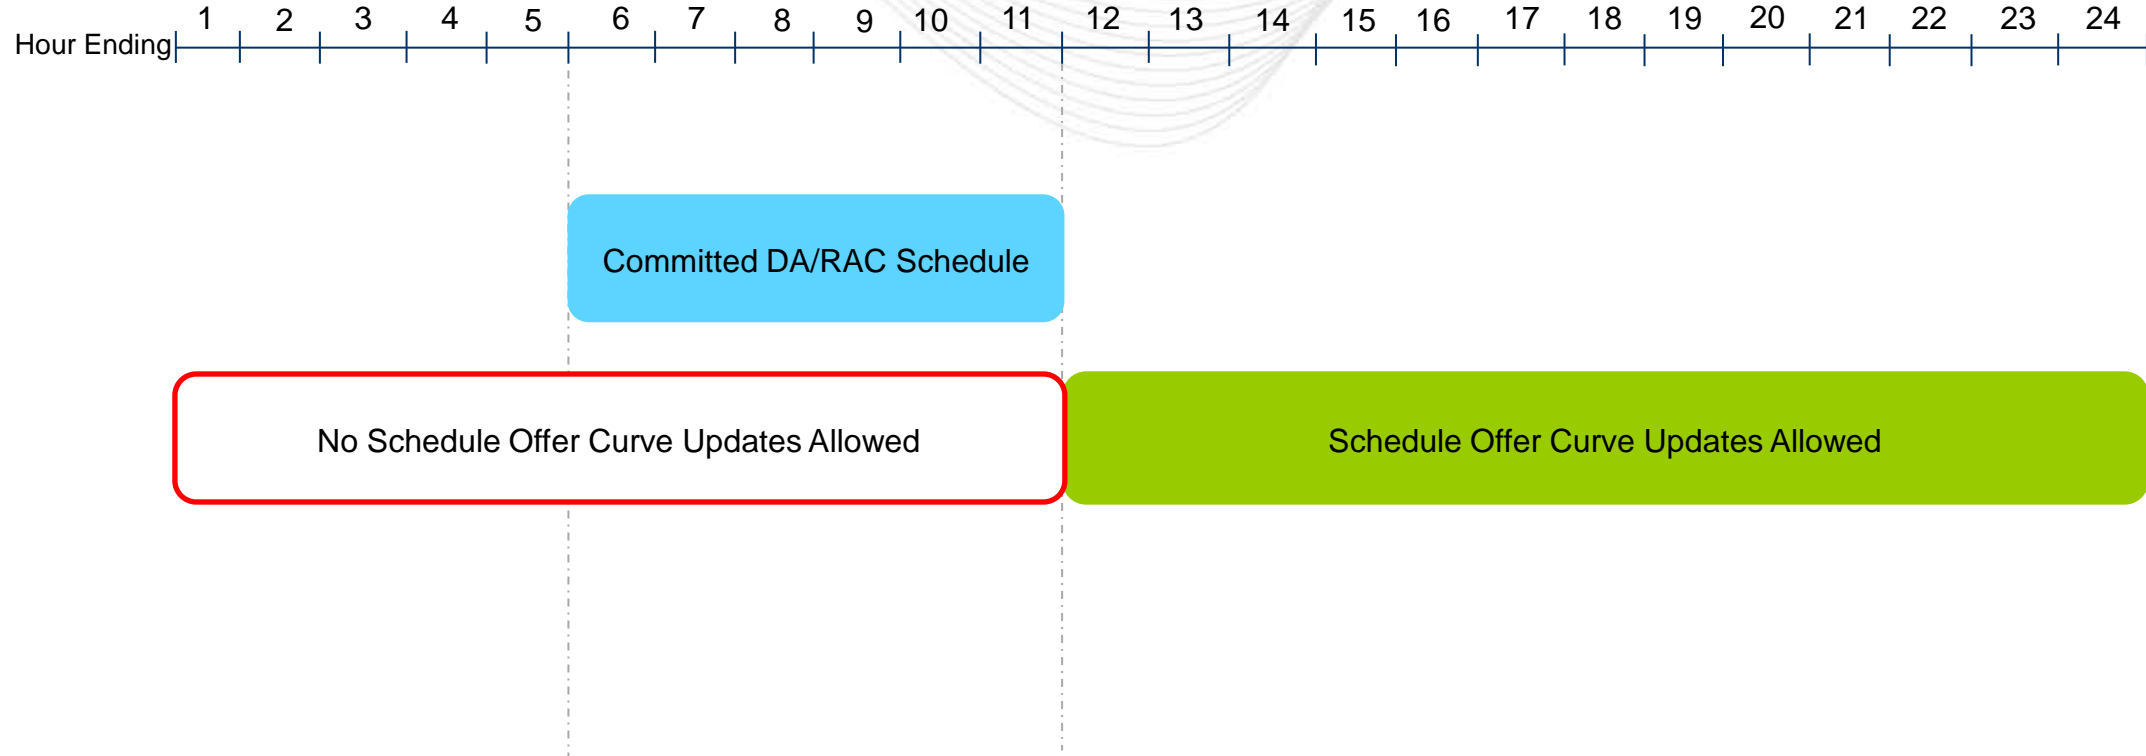 1 2 3 4 5 6 7 8 9 10 11 12 13 14 15 16 17 18 19 20 21 22 23 24
Hour Ending
Committed DA/RAC Schedule
No Schedule Offer Curve Updates Allowed
Schedule Offer Curve Updates Allowed